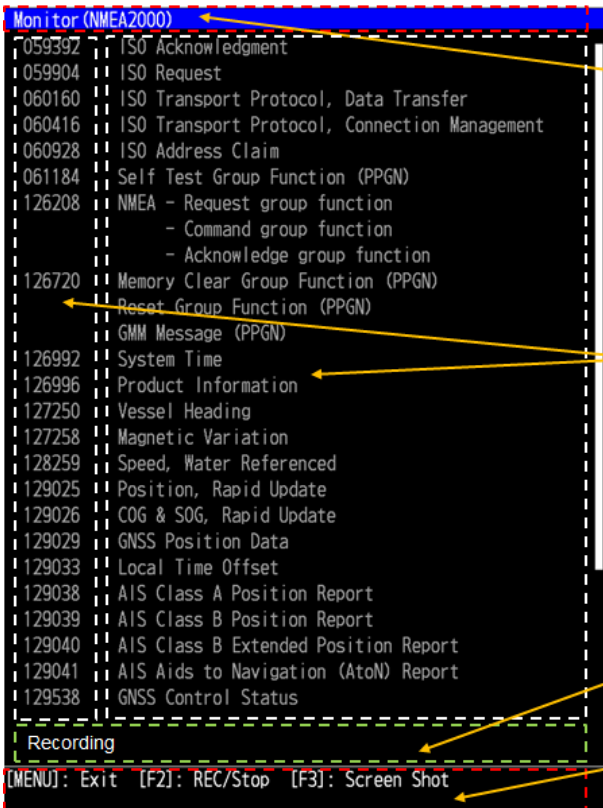 Monitor(NMEA2000)
059392 ISO Acknowledgment
059904 ISO Request
060160 ISO Transport Protocol, Data Transfer
060416 ISO Transport Protocol, Connection Management
060928 ISO Address Claim
061184 Self Test Group Function (PPGN)
126208 NMEA - Request group function
- Command group function
- Acknowledge group function
126720 Memory Clear Group Function (PPGN)
Reset Group Function (PPGN)
GMM Message (PPGN)
126992 System Time
126996 Product Information
127250 Vessel Heading
127258 Magnetic Variation
128259 Speed, Water Referenced
129025 Position, Rapid Update
129026 COG & SOG, Rapid Update
129029 GNSS Position Data
129033 Local Time Offset
129038 AIS Class A Position Report
129039 AIS Class B Position Report
129040 AIS Class B Extended Position Report
129041 AIS Aids to Navigation (AtoN) Report
129538 GNSS Control Status
Recording
[MENU]: Exit [F2]: REC/Stop [F3]: Screen Shot